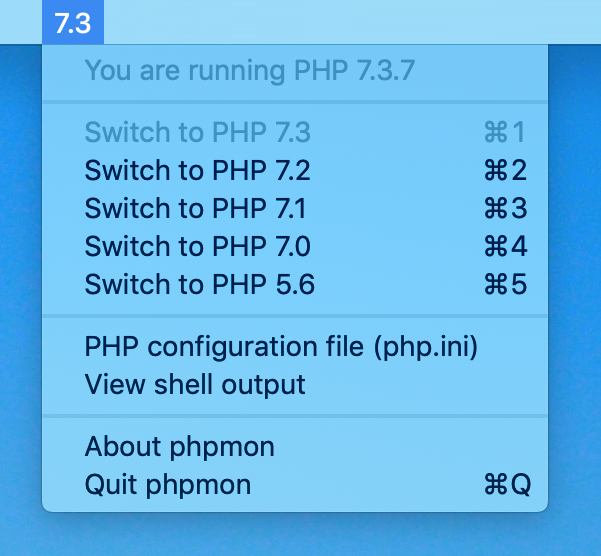 7.3
You are running PHP 7.3.7
Switch to PHP 7.3 ⌘1
Switch to PHP 7.2 ⌘2
Switch to PHP 7.1 ⌘3
Switch to PHP 7.0 ⌘4
Switch to PHP 5.6 ⌘5
PHP configuration file (php.ini)
View shell output
About phpmon
Quit phpmon ⌘Q